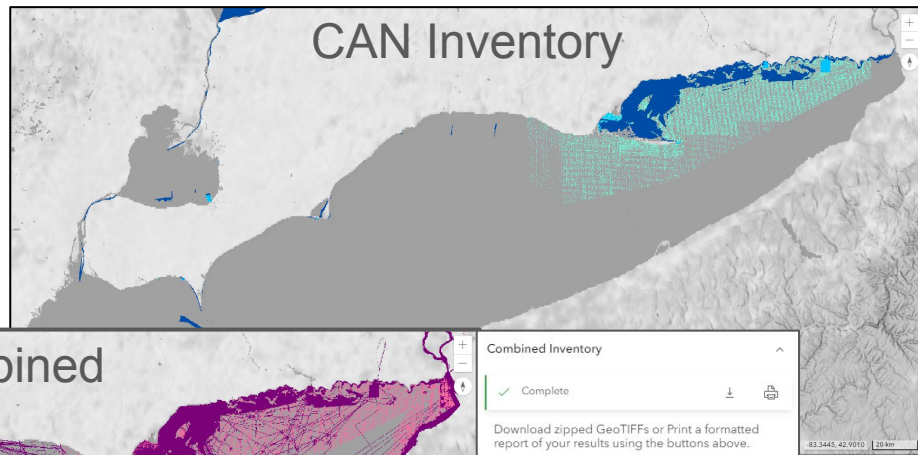 CAN Inventory
+
−
bined
+
−
Combined Inventory
Complete
Download zipped GeoTIFFs or Print a formatted
report of your results using the buttons above.
-83.3445, 42.9010
20 km